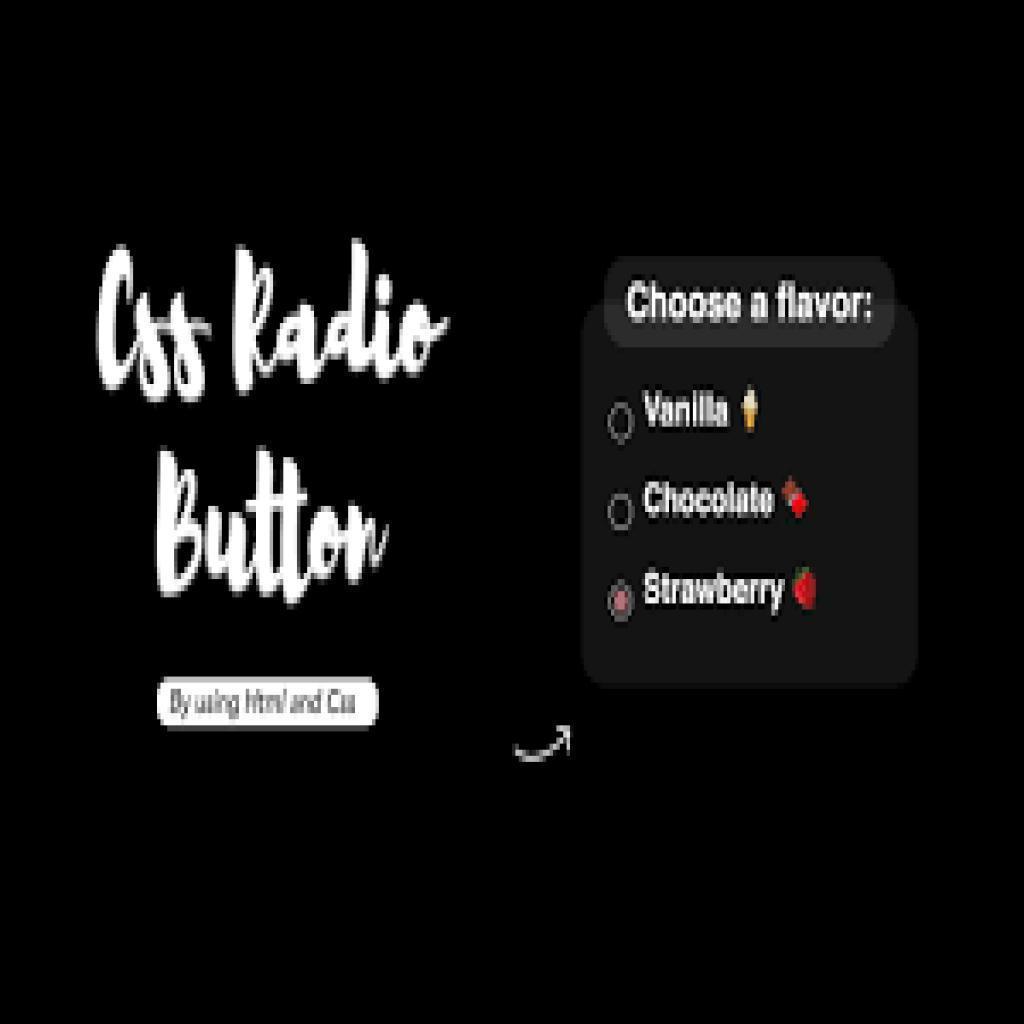 Css Radio
Button
By using Html and Css
Choose a flavor:
Vanilla
Chocolate
Strawberry